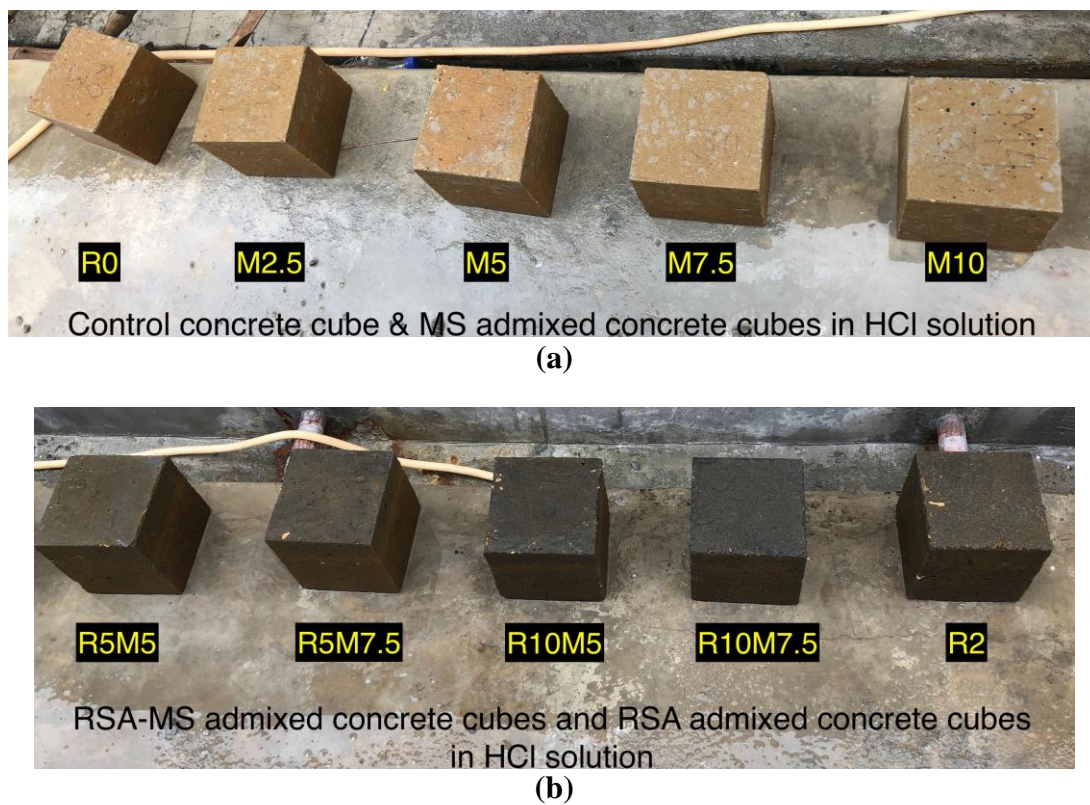 R0
M2.5
M5
M7.5
M10
Control concrete cube & MS admixed concrete cubes in HCl solution
(a)
R5M5
R5M7.5
R10M5
R10M7.5
R2
RSA-MS admixed concrete cubes and RSA admixed concrete cubes
in HCl solution
(b)